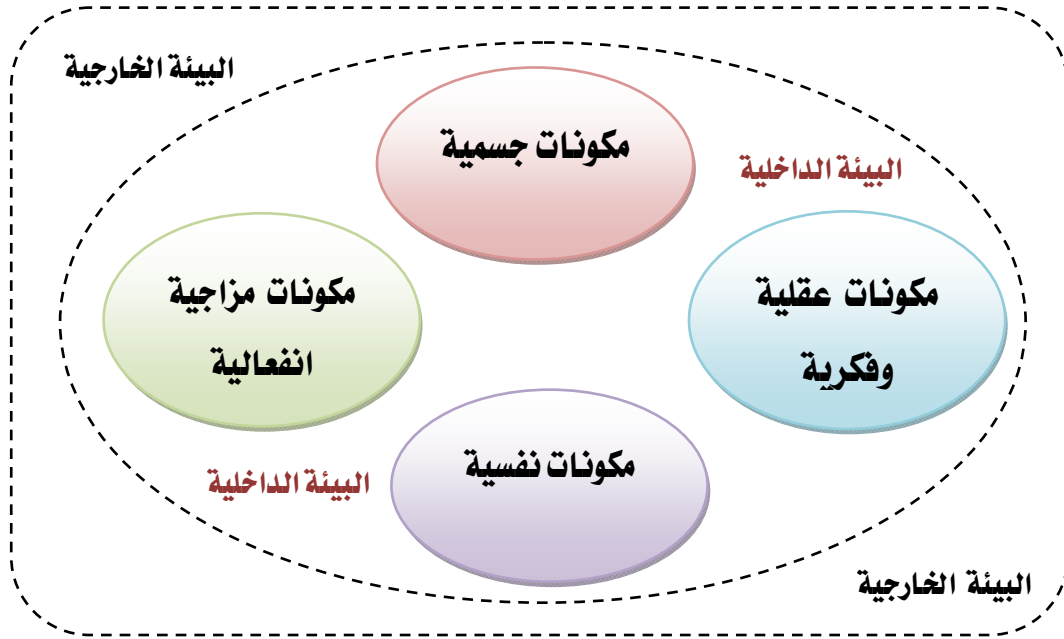 البيئة الخارجية
مكونات جسمية
البيئة الداخلية
مكونات عقلية
وفكرية
مكونات مزاجية
انفعالية
مكونات نفسية
البيئة الداخلية
البيئة الخارجية